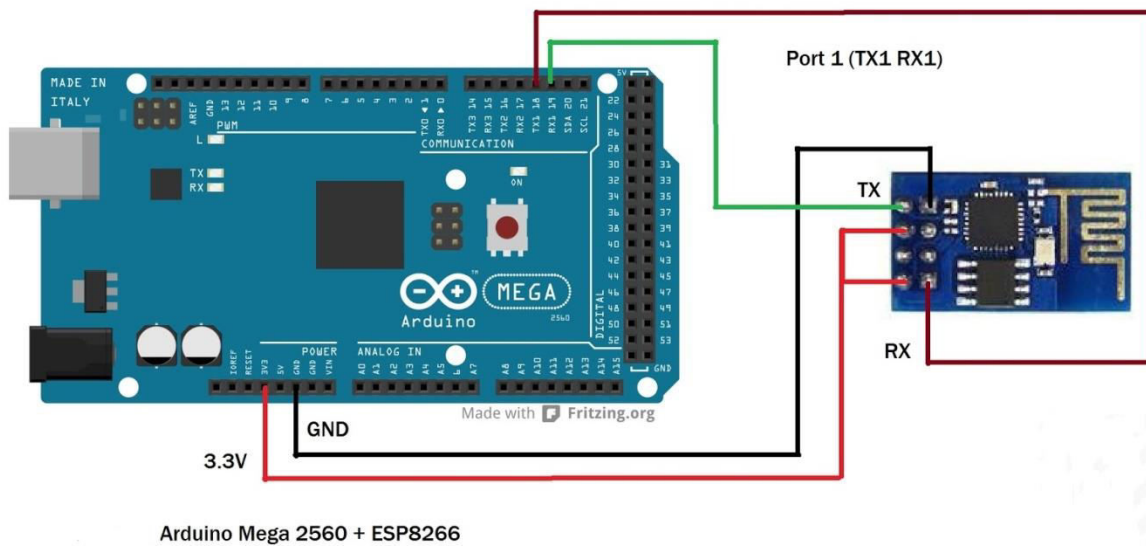 Port 1 (TX1 RX1)
MADE IN
ITALY
AREF
GND
13
12
11
10
9
8
7
6
5
4
3
2
TX0 ◄ 1
RX0 ► 0
TX3 14
RX3 15
TX2 16
RX2 17
TX1 18
RX1 19
SDA 20
SCL 21
5V
PWM
L
COMMUNICATION
TX
RX
ON
22
24
26
28
30
32
34
36
38
40
42
44
46
48
50
52
31
33
35
37
39
41
43
45
47
49
51
53
GND
DIGITAL
TX
RX
™
MEGA
2560
Arduino
POWER
ANALOG IN
IOREF
RESET
3V3
5V
GND
GND
VIN
A0
A1
A2
A3
A4
A5
A7
A8
A9
A10
A11
A12
A13
A14
A15
Made with Fritzing.org
GND
3.3V
Arduino Mega 2560 + ESP8266